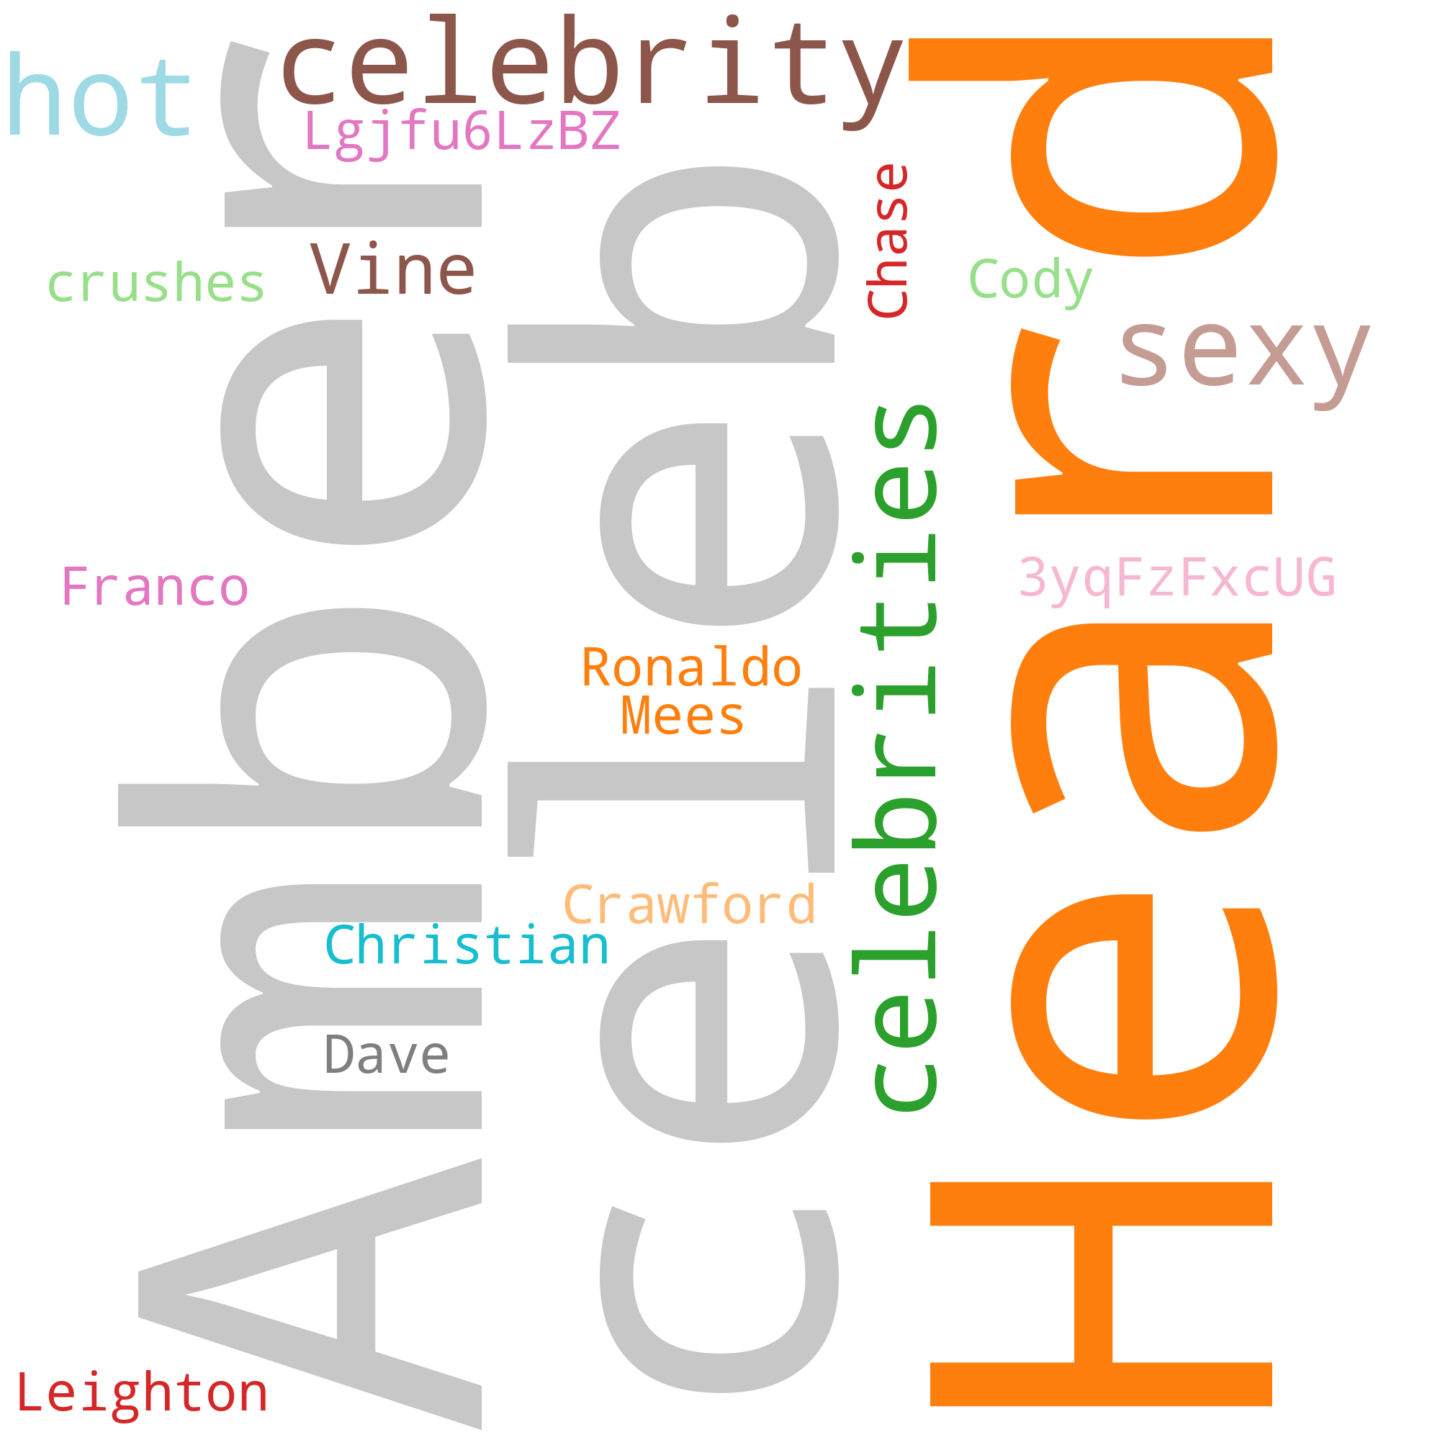 celebrity
hot
Lgjfu6LzBZ
Vine
crushes
Chase
Cody
sexy
Amber
celeb
celebrities
Heard
Franco
3yqFzFxcUG
Ronaldo
Mees
Crawford
Christian
Dave
Leighton